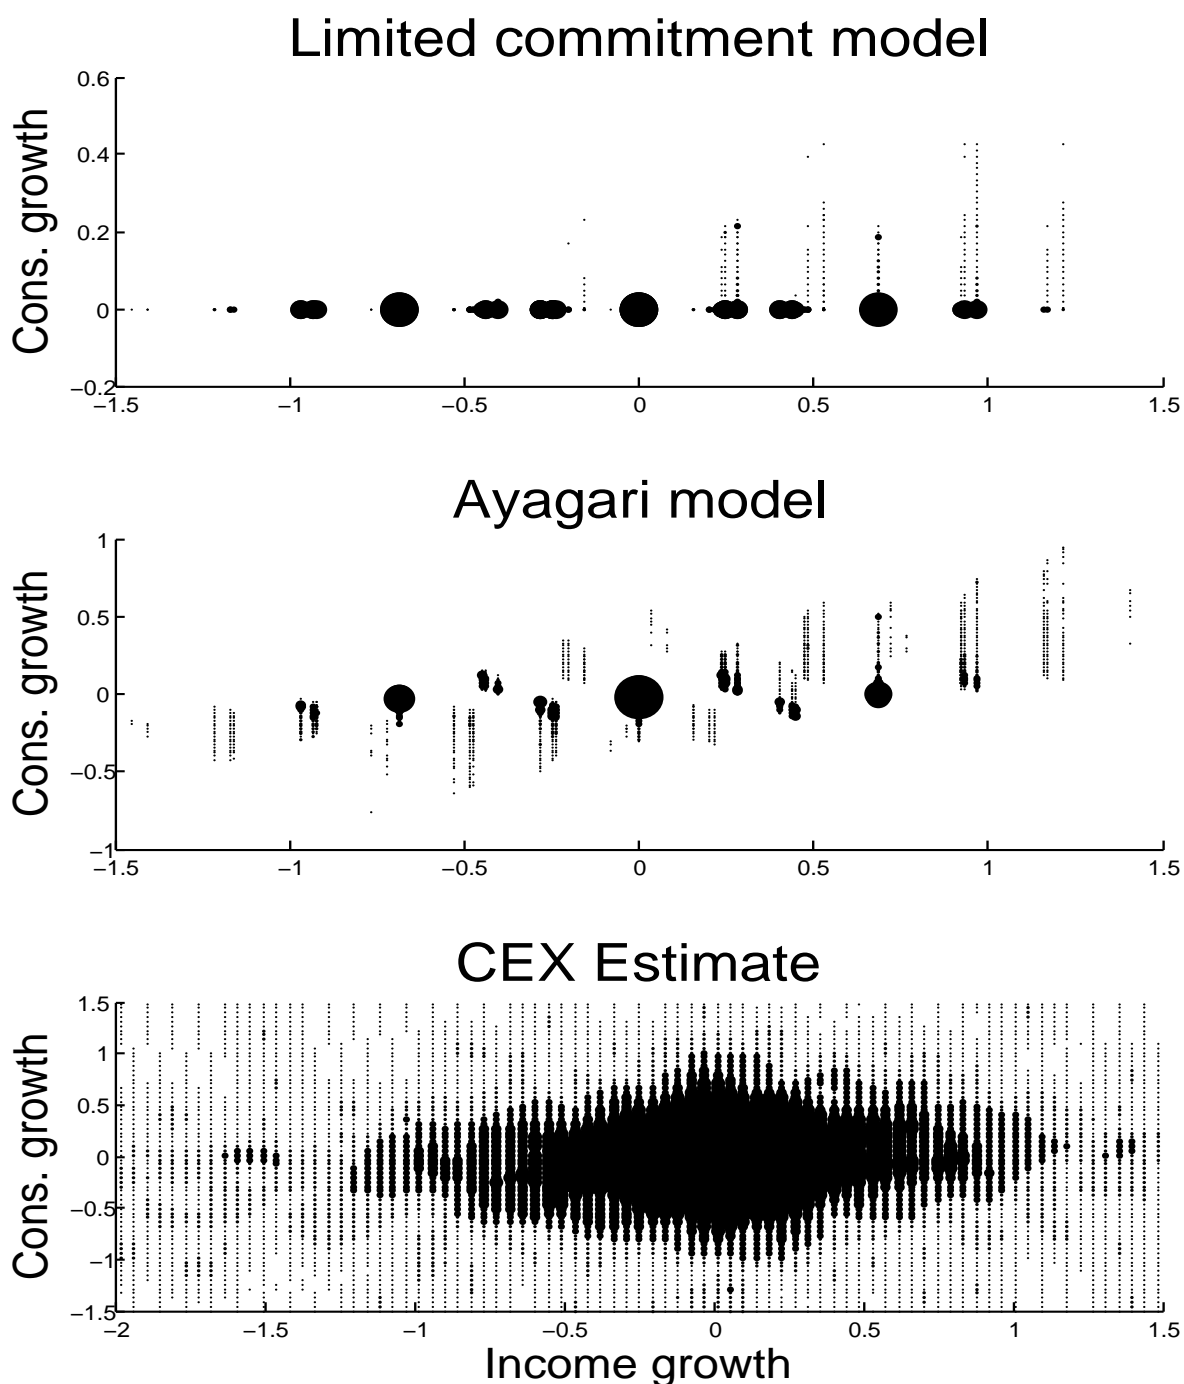 Limited commitment model
0.6
0.4
0.2
0
−0.2
Cons. growth
−1.5 −1 −0.5 0 0.5 1 1.5
Ayagari model
1
0.5
0
−0.5
−1
Cons. growth
−1.5 −1 −0.5 0 0.5 1 1.5
CEX Estimate
1.5
1
0.5
0
−0.5
−1
−1.5
Cons. growth
−2 −1.5 −1 −0.5 0 0.5 1 1.5
Income growth